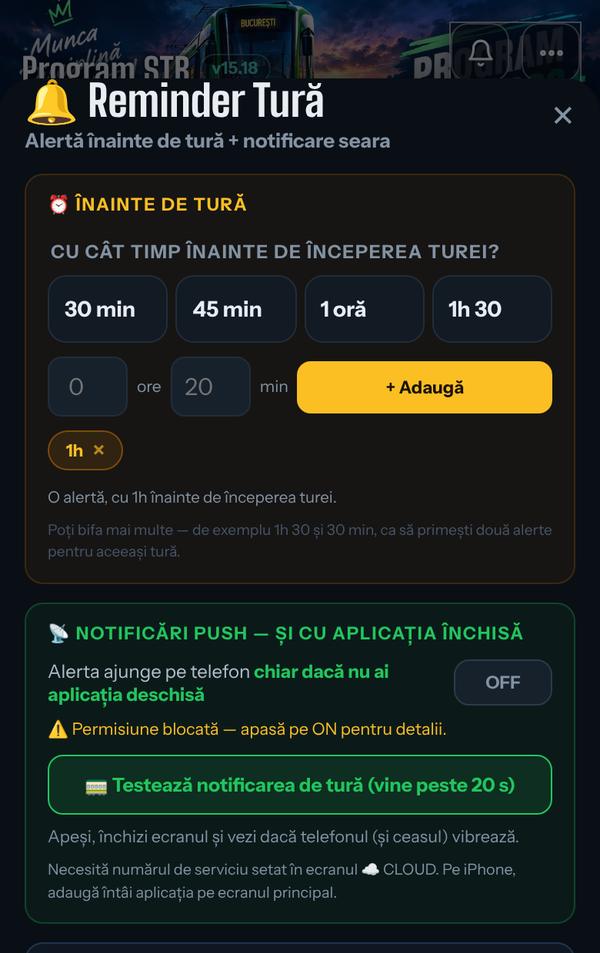 BUCUREȘTI
Munca
Program STB v15.18
PROGRAM
🔔 Reminder Tură
Alertă înainte de tură + notificare seara
✕
⏰ ÎNAINTE DE TURĂ
CU CÂT TIMP ÎNAINTE DE ÎNCEPEREA TUREI?
30 min 45 min 1 oră 1h 30
0 ore 20 min + Adaugă
1h ✕
O alertă, cu 1h înainte de începerea turei.
Poți bifa mai multe — de exemplu 1h 30 și 30 min, ca să primești două alerte
pentru aceeași tură.
📡 NOTIFICĂRI PUSH — ȘI CU APLICAȚIA ÎNCHISĂ
Alerta ajunge pe telefon chiar dacă nu ai
aplicația deschisă
OFF
⚠️ Permisiune blocată — apasă pe ON pentru detalii.
🚃 Testează notificarea de tură (vine peste 20 s)
Apeși, închizi ecranul și vezi dacă telefonul (și ceasul) vibrează.
Necesită numărul de serviciu setat în ecranul ☁️ CLOUD. Pe iPhone,
adaugă întâi aplicația pe ecranul principal.